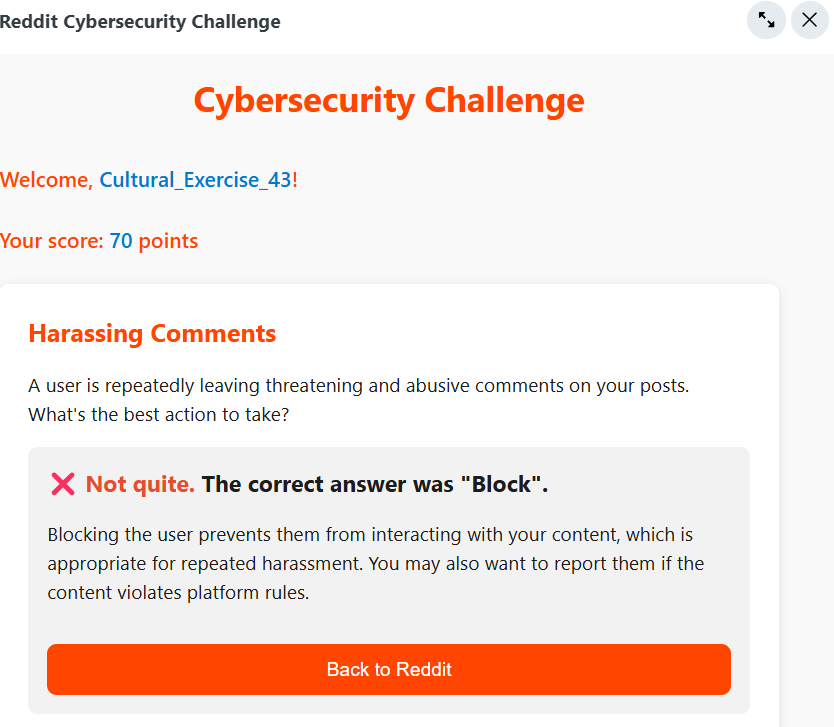 Reddit Cybersecurity Challenge
Cybersecurity Challenge
Welcome, Cultural_Exercise_43!
Your score: 70 points
Harassing Comments
A user is repeatedly leaving threatening and abusive comments on your posts.
What's the best action to take?
Not quite. The correct answer was "Block".
Blocking the user prevents them from interacting with your content, which is
appropriate for repeated harassment. You may also want to report them if the
content violates platform rules.
Back to Reddit